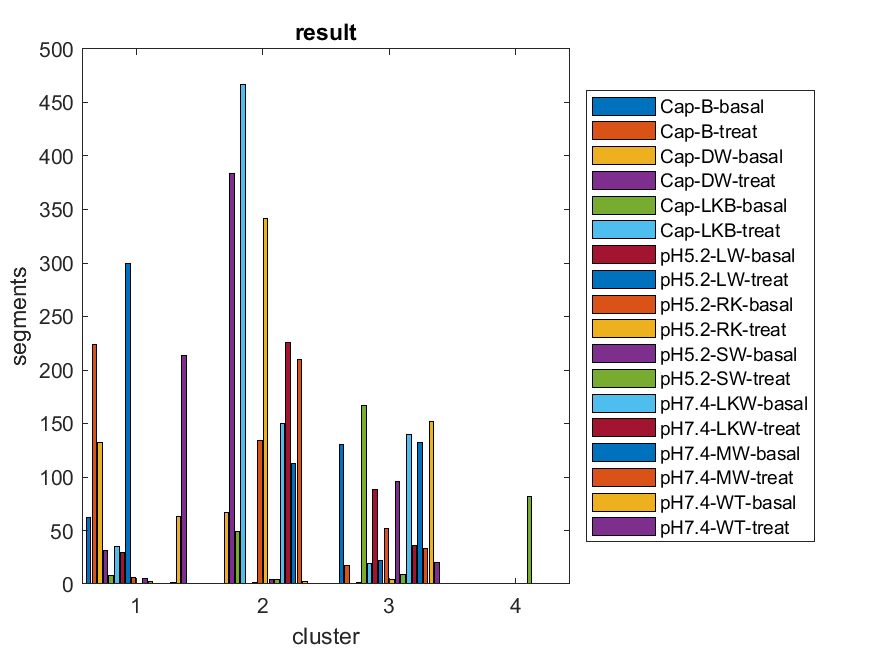 result
500
450
400
350
300
250
200
150
100
50
0
segments
1 2 3 4
cluster
Cap-B-basal
Cap-B-treat
Cap-DW-basal
Cap-DW-treat
Cap-LKB-basal
Cap-LKB-treat
pH5.2-LW-basal
pH5.2-LW-treat
pH5.2-RK-basal
pH5.2-RK-treat
pH5.2-SW-basal
pH5.2-SW-treat
pH7.4-LKW-basal
pH7.4-LKW-treat
pH7.4-MW-basal
pH7.4-MW-treat
pH7.4-WT-basal
pH7.4-WT-treat